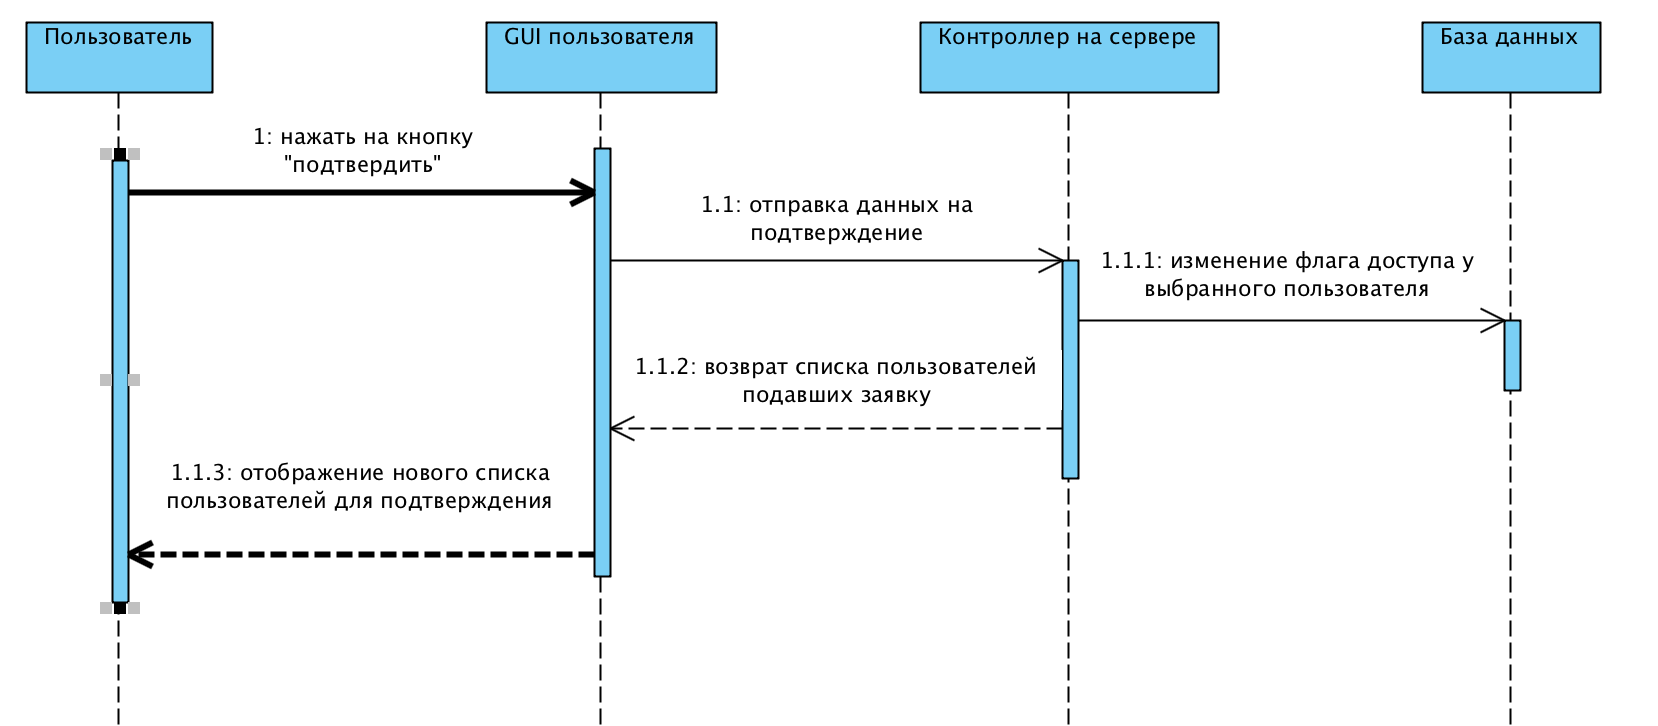 Пользователь
GUI пользователя
Контроллер на сервере
База данных
1: нажать на кнопку
"подтвердить"
1.1: отправка данных на
подтверждение
1.1.1: изменение флага доступа у
выбранного пользователя
1.1.2: возврат списка пользователей
подавших заявку
1.1.3: отображение нового списка
пользователей для подтверждения